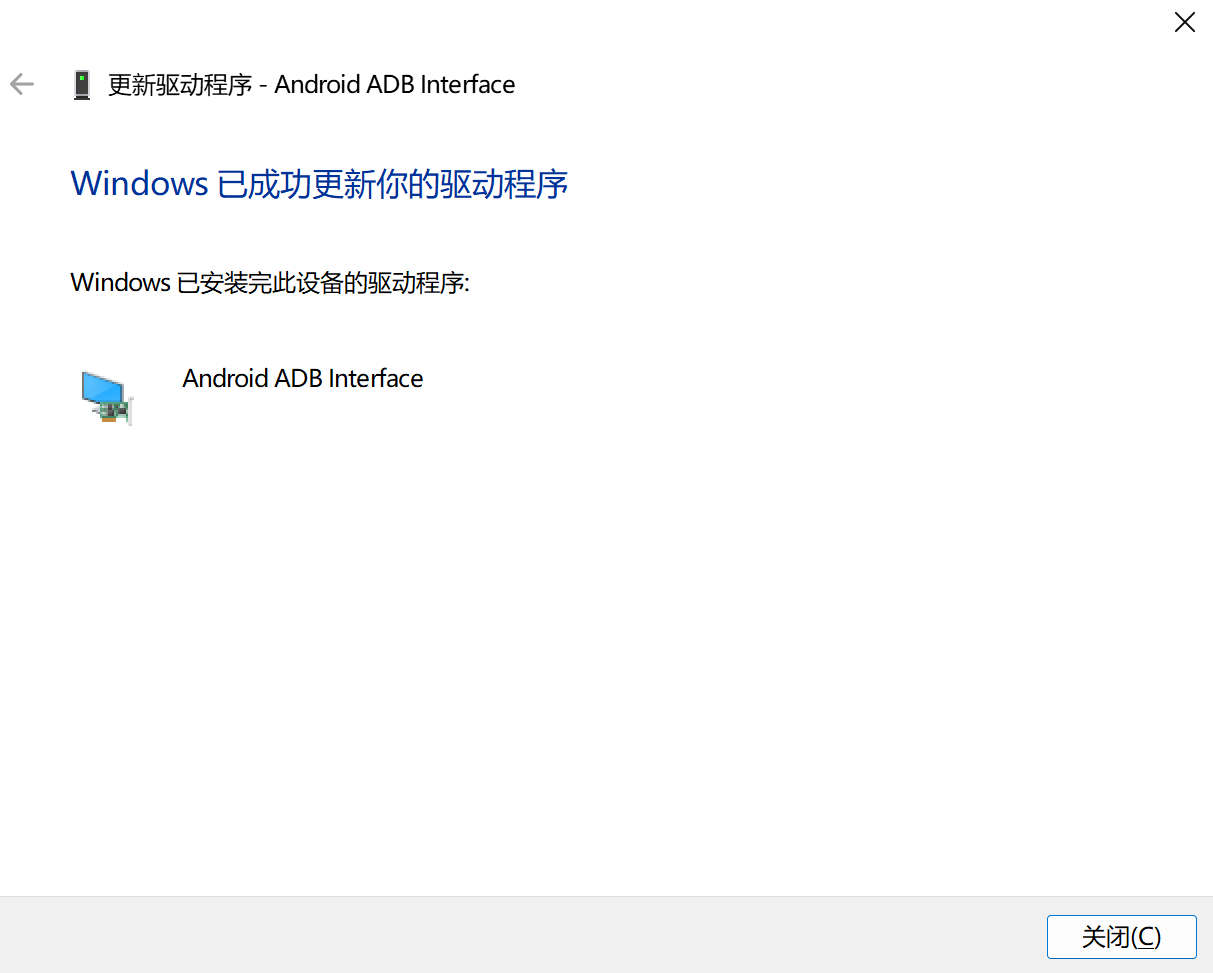 更新驱动程序 - Android ADB Interface
Windows 已成功更新你的驱动程序
Windows 已安装完此设备的驱动程序:
Android ADB Interface
关闭(C)